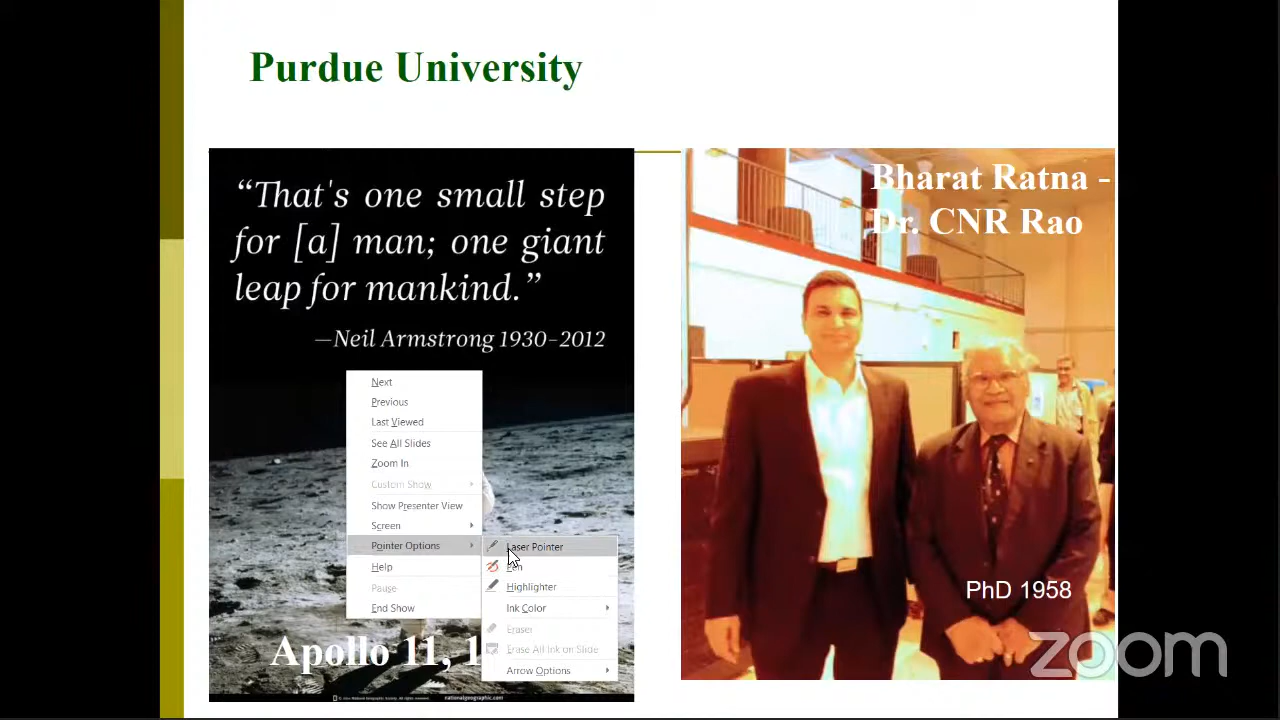 Purdue University
“That's one small step
for [a] man; one giant
leap for mankind.”
—Neil Armstrong 1930–2012
Bharat Ratna -
Dr. CNR Rao
Next
Previous
Last Viewed
See All Slides
Zoom In
Custom Show
Show Presenter View
Screen
Pointer Options
Help
Pause
End Show
Laser Pointer
Pen
Highlighter
Ink Color
Eraser
Erase All Ink on Slide
Arrow Options
Apollo 11, 1
PhD 1958
zoom
nationalgeographic.com